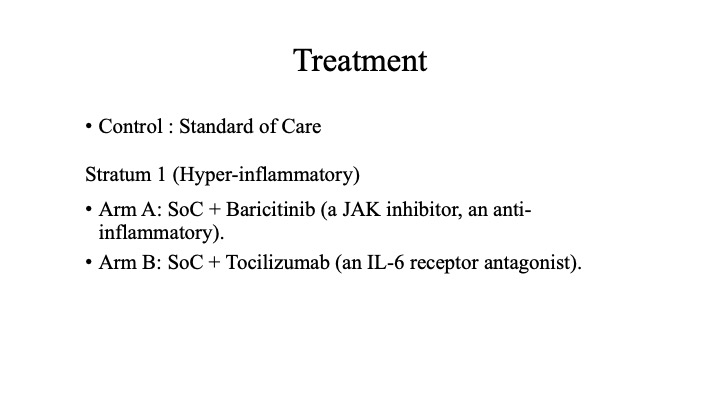 Treatment
• Control : Standard of Care
Stratum 1 (Hyper-inflammatory)
• Arm A: SoC + Baricitinib (a JAK inhibitor, an anti-
inflammatory).
• Arm B: SoC + Tocilizumab (an IL-6 receptor antagonist).